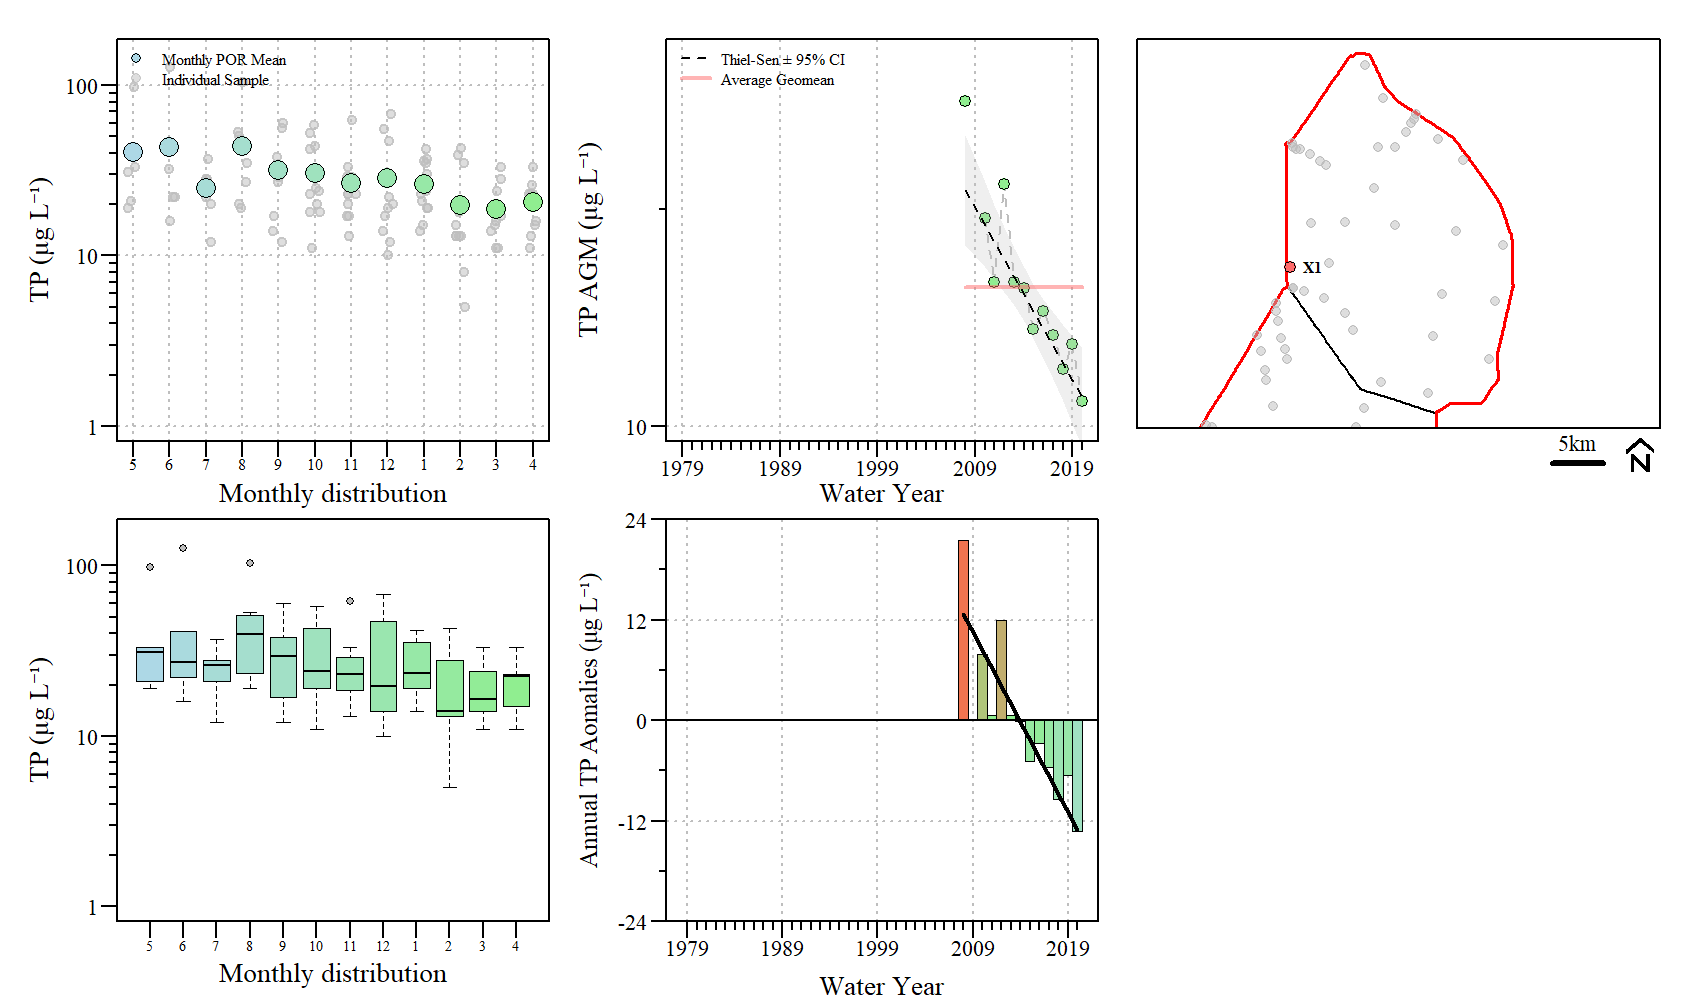 Monthly POR Mean
Individual Sample
100
10
1
TP (µg L⁻¹)
5 6 7 8 9 10 11 12 1 2 3 4
Monthly distribution
Thiel-Sen ± 95% CI
Average Geomean
10
TP AGM (µg L⁻¹)
1979 1989 1999 2009 2019
Water Year
X1
5km
N
100
10
1
TP (µg L⁻¹)
5 6 7 8 9 10 11 12 1 2 3 4
Monthly distribution
24
12
0
-12
-24
Annual TP Aomalies (µg L⁻¹)
1979 1989 1999 2009 2019
Water Year